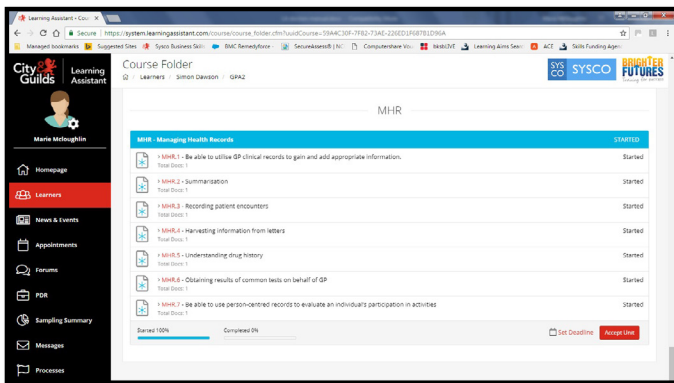 Learning Assistant - Cour
Secure | https://system.learningassistant.com/course/course_folder.cfm?uuidCourse=59A4C30F-7FB2-73AE-226ED1F687B1D96A
Managed bookmarks Suggested Sites Sysco Business Skills BMC Remedyforce - SecureAssess® | NC Computershare Vou bksbLIVE Learning Aims Sear ACE Skills Funding Agen
City & Guilds Learning Assistant
Course Folder
Learners / Simon Dawson / GPA2
SYSCO SYSCO
BRIGHTER FUTURES
Marie Mcloughlin
Homepage
Learners
News & Events
Appointments
Forums
PDR
Sampling Summary
Messages
Processes
MHR
MHR - Managing Health Records STARTED
MHR.1 - Be able to utilise GP clinical records to gain and add appropriate information. Started
Total Docs: 1
MHR.2 - Summarisation Started
Total Docs: 1
MHR.3 - Recording patient encounters Started
Total Docs: 1
MHR.4 - Harvesting information from letters Started
Total Docs: 1
MHR.5 - Understanding drug history Started
Total Docs: 1
MHR.6 - Obtaining results of common tests on behalf of GP Started
Total Docs: 1
MHR.7 - Be able to use person-centred records to evaluate an individual's participation in activities Started
Total Docs: 1
Started 100% Completed 0% Set Deadline Accept Unit